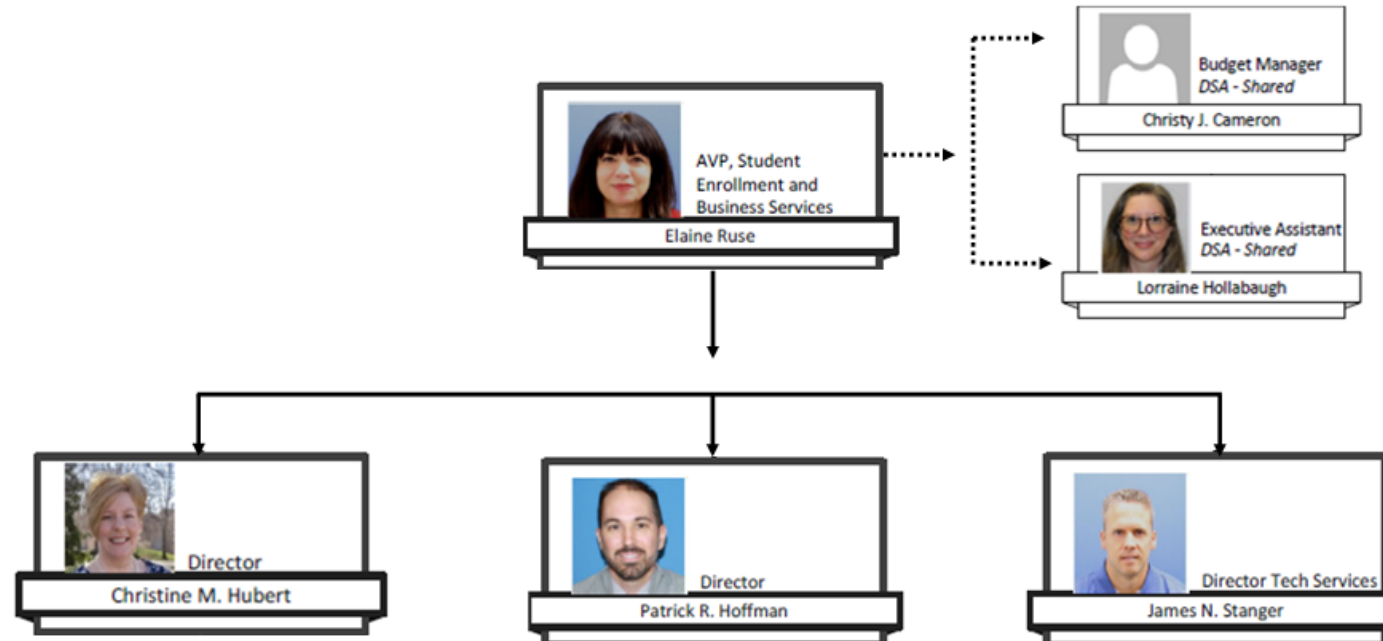 Budget Manager
DSA - Shared
Christy J. Cameron
AVP, Student
Enrollment and
Business Services
Elaine Ruse
Executive Assistant
DSA - Shared
Lorraine Hollabaugh
Director
Christine M. Hubert
Director
Patrick R. Hoffman
Director Tech Services
James N. Stanger